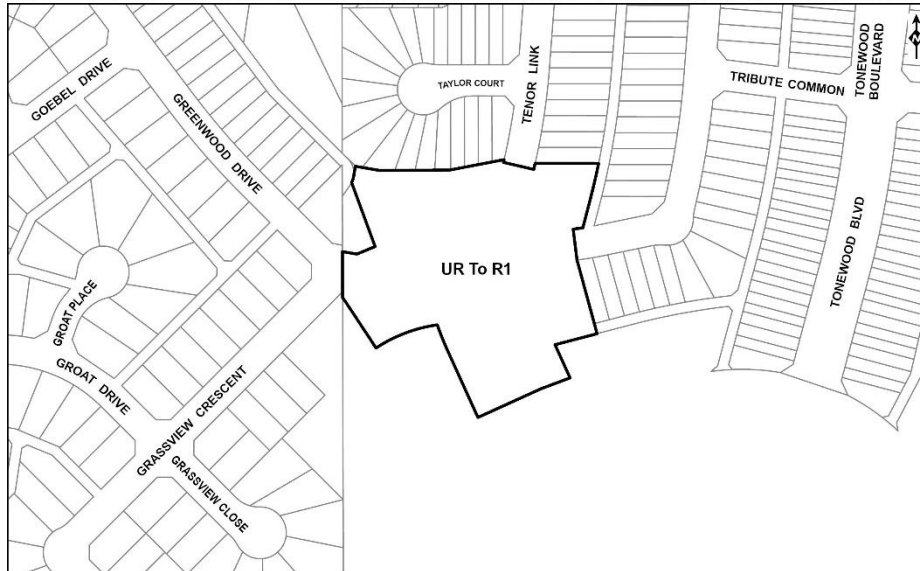 GOEBEL DRIVE
GREENWOOD DRIVE
TAYLOR COURT
TENOR LINK
TRIBUTE COMMON
TONEWOOD
BOULEVARD
N
TONEWOOD BLVD
UR To R1
GROAT PLACE
GROAT DRIVE
GRASSVIEW CRESCENT
GRASSVIEW CLOSE